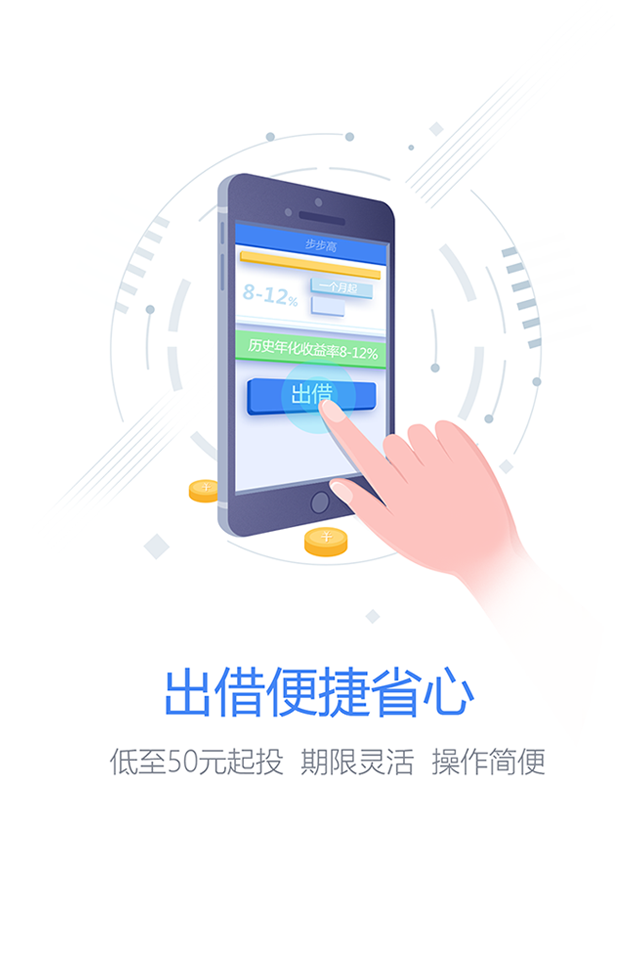 步步高
8-12%
一个月起
历史年化收益率8-12%
出借
出借便捷省心
低至50元起投 期限灵活 操作简便